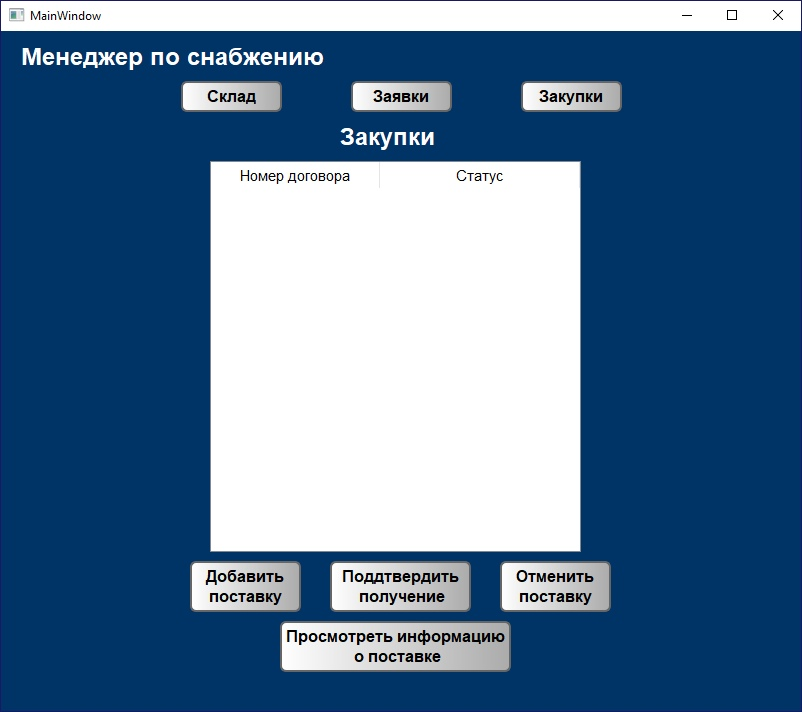 MainWindow
Менеджер по снабжению
Склад Заявки Закупки
Закупки
Номер договора Статус
Добавить Поддтвердить Отменить
поставку получение поставку
Просмотреть информацию
о поставке